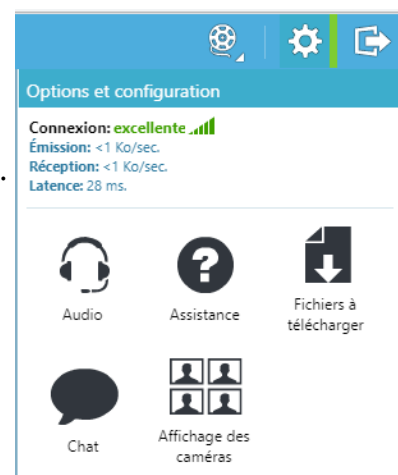 Options et configuration
Connexion: excellente
Émission: <1 Ko/sec.
Réception: <1 Ko/sec.
Latence: 28 ms.
Audio
Assistance
Fichiers à
télécharger
Chat
Affichage des
caméras